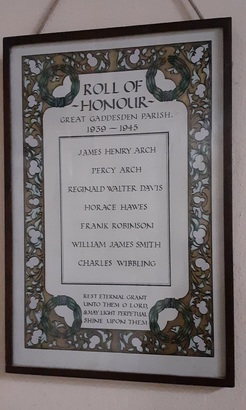 ROLL OF
-HONOUR-
GREAT GADDESDEN PARISH.
1939 — 1945
JAMES HENRY ARCH
PERCY ARCH
REGINALD WALTER DAVIS
HORACE HAWES
FRANK ROBINSON
WILLIAM JAMES SMITH
CHARLES WIBBLING
REST ETERNAL GRANT
UNTO THEM O LORD,
& MAY LIGHT PERPETUAL
SHINE UPON THEM